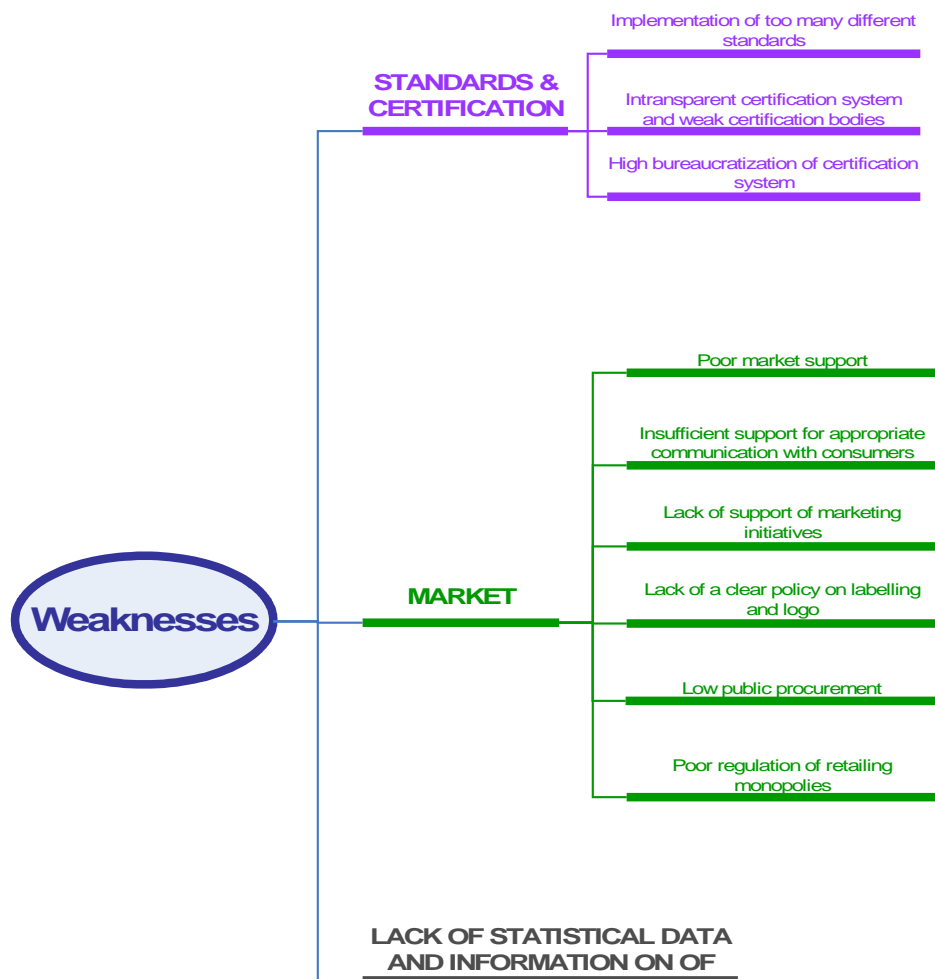 Implementation of too many different
standards
STANDARDS &
CERTIFICATION
Intransparent certification system
and weak certification bodies
High bureaucratization of certification
system
Poor market support
Insufficient support for appropriate
communication with consumers
Lack of support of marketing
initiatives
Weaknesses
MARKET
Lack of a clear policy on labelling
and logo
Low public procurement
Poor regulation of retailing
monopolies
LACK OF STATISTICAL DATA
AND INFORMATION ON OF